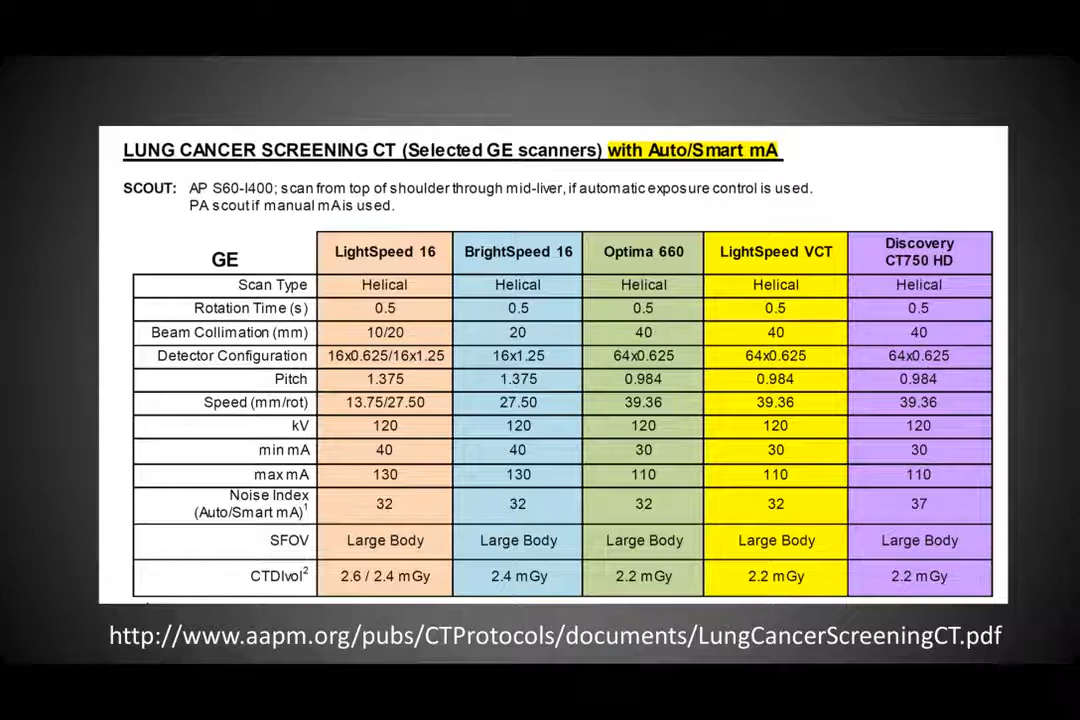 LUNG CANCER SCREENING CT (Selected GE scanners) with Auto/Smart mA
SCOUT: AP S60-I400; scan from top of shoulder through mid-liver, if automatic exposure control is used.
PA scout if manual mA is used.
GE LightSpeed 16 BrightSpeed 16 Optima 660 LightSpeed VCT Discovery CT750 HD
Scan Type Helical Helical Helical Helical Helical
Rotation Time (s) 0.5 0.5 0.5 0.5 0.5
Beam Collimation (mm) 10/20 20 40 40 40
Detector Configuration 16x0.625/16x1.25 16x1.25 64x0.625 64x0.625 64x0.625
Pitch 1.375 1.375 0.984 0.984 0.984
Speed (mm/rot) 13.75/27.50 27.50 39.36 39.36 39.36
kV 120 120 120 120 120
min mA 40 40 30 30 30
max mA 130 130 110 110 110
Noise Index (Auto/Smart mA)1 32 32 32 32 37
SFOV Large Body Large Body Large Body Large Body Large Body
CTDIvol2 2.6 / 2.4 mGy 2.4 mGy 2.2 mGy 2.2 mGy 2.2 mGy
http://www.aapm.org/pubs/CTProtocols/documents/LungCancerScreeningCT.pdf